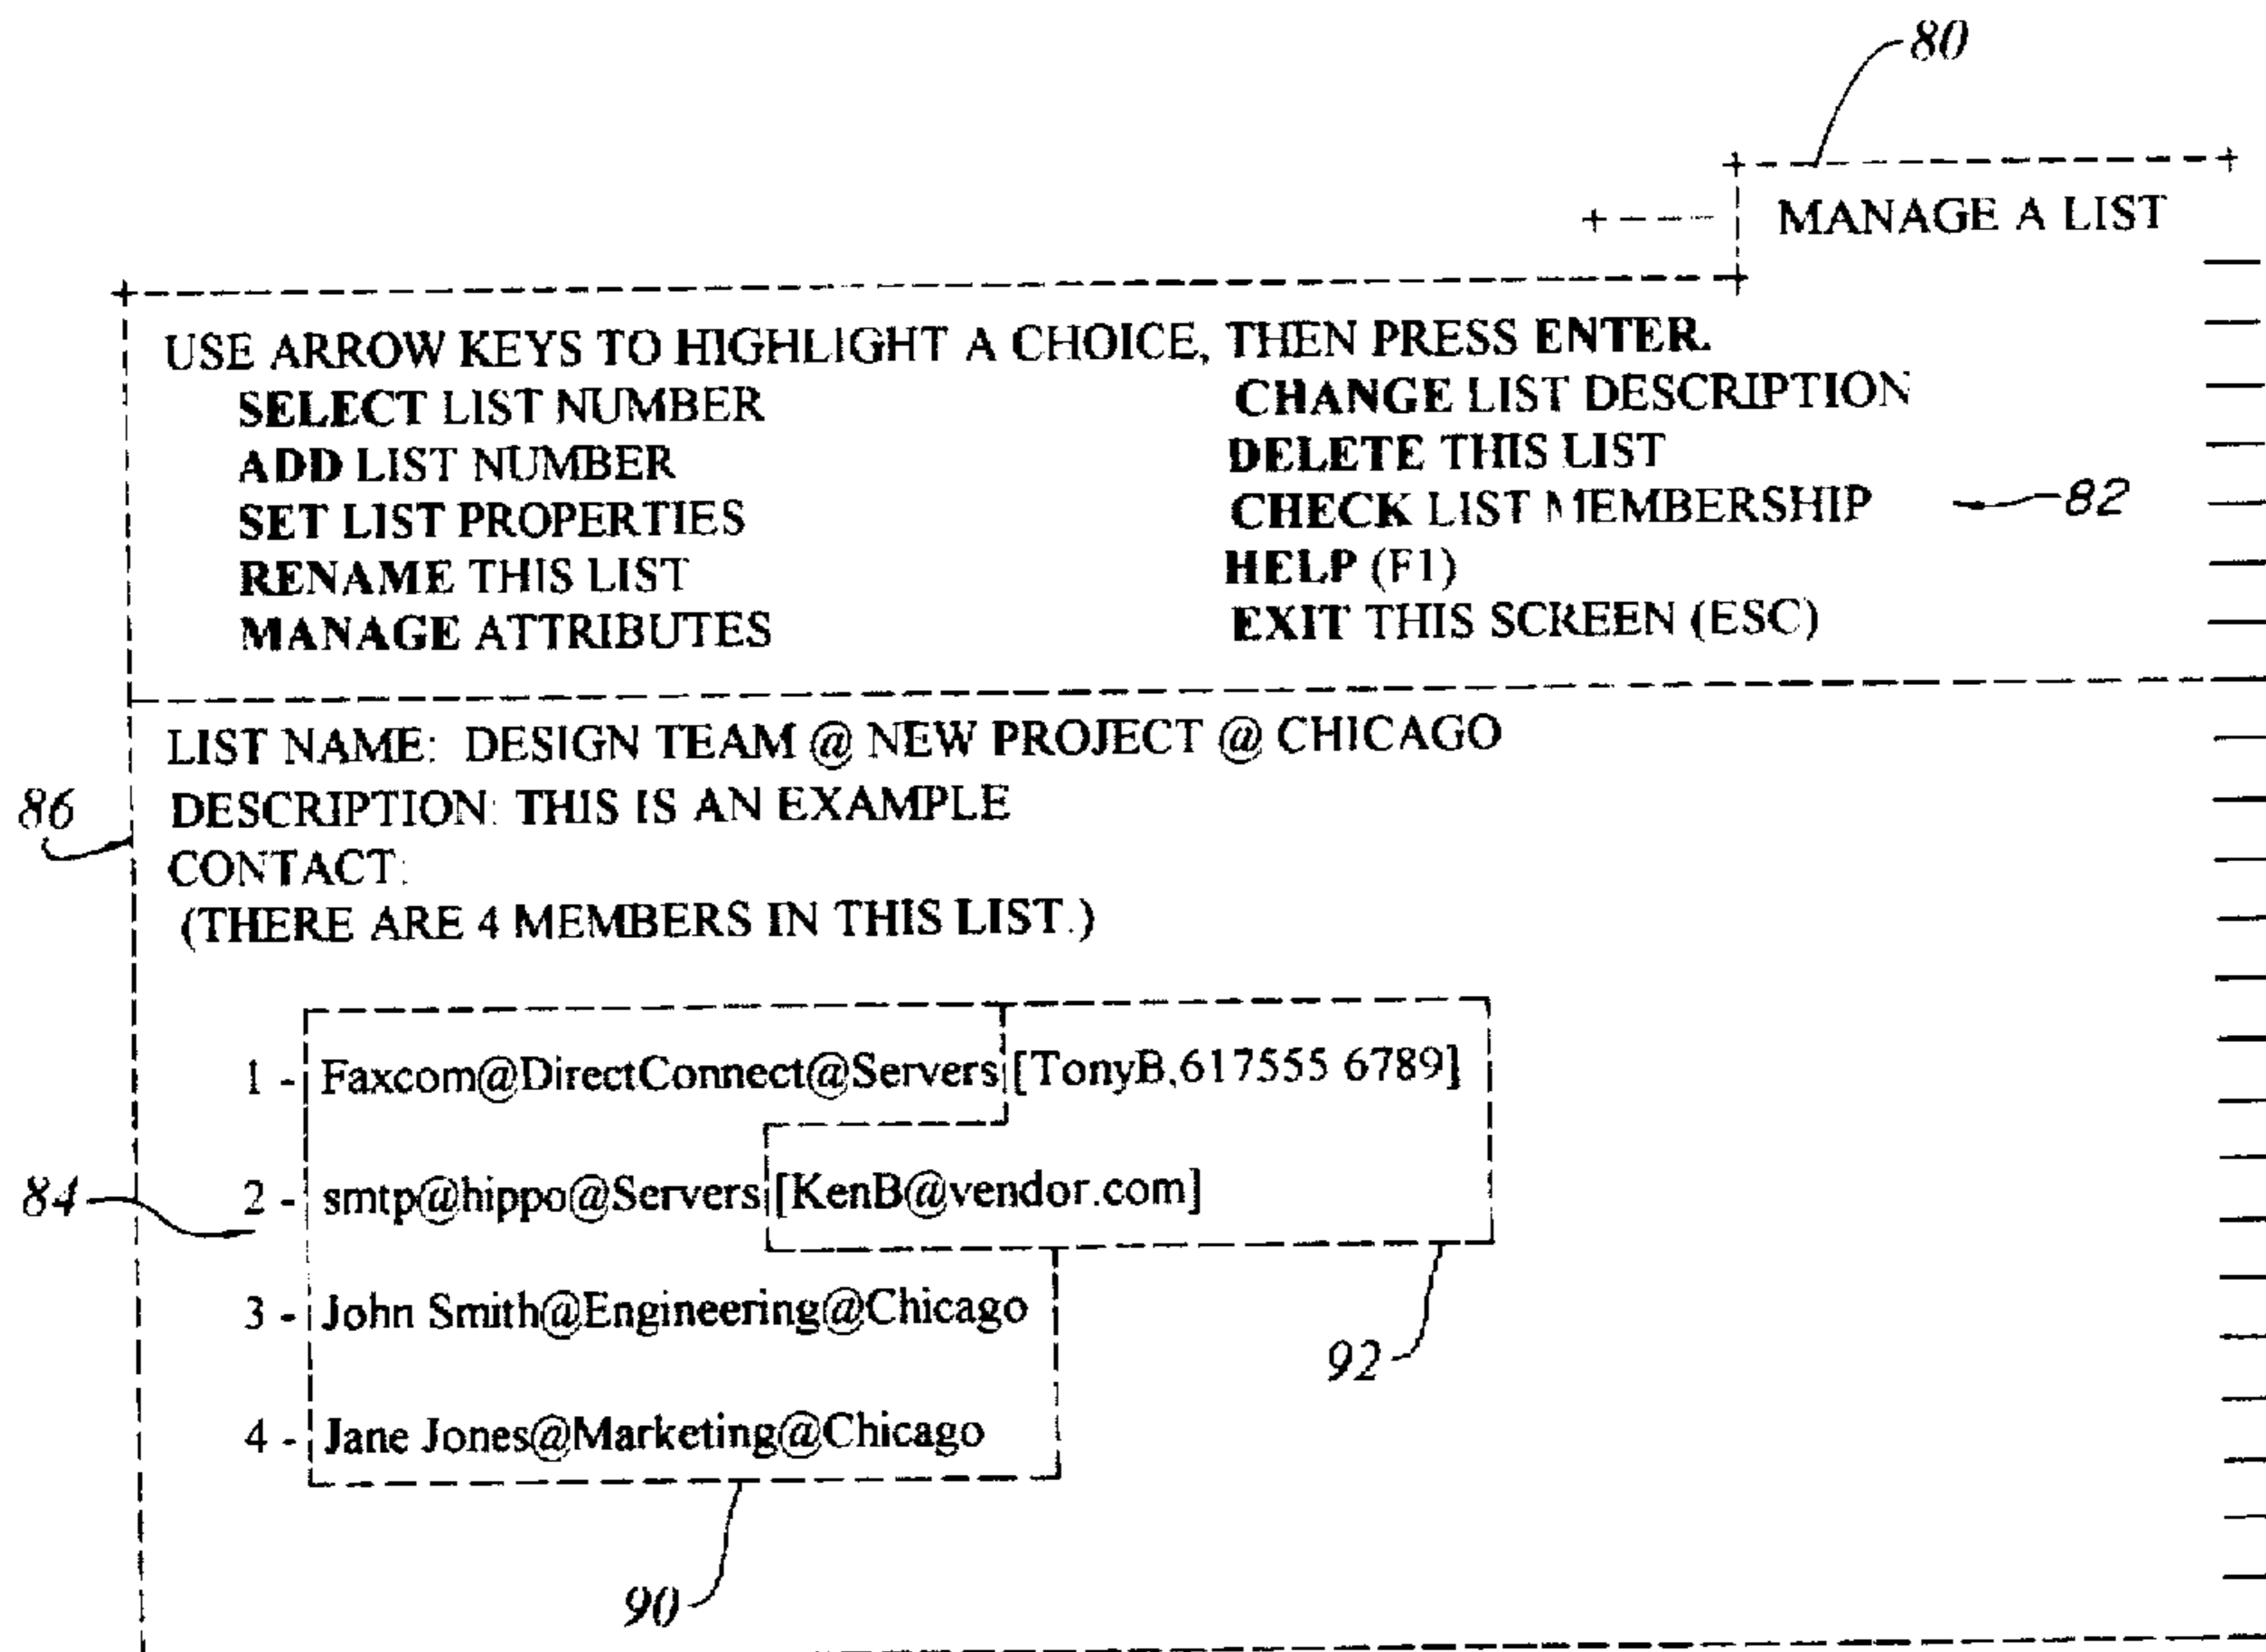 80
MANAGE A LIST
USE ARROW KEYS TO HIGHLIGHT A CHOICE, THEN PRESS ENTER.
SELECT LIST NUMBER CHANGE LIST DESCRIPTION
ADD LIST NUMBER DELETE THIS LIST
SET LIST PROPERTIES CHECK LIST MEMBERSHIP 82
RENAME THIS LIST HELP (F1)
MANAGE ATTRIBUTES EXIT THIS SCREEN (ESC)
LIST NAME: DESIGN TEAM @ NEW PROJECT @ CHICAGO
86 DESCRIPTION: THIS IS AN EXAMPLE
CONTACT:
(THERE ARE 4 MEMBERS IN THIS LIST.)
1 - Faxcom@DirectConnect@Servers [TonyB,617555 6789]
84 2 - smtp@hippo@Servers [KenB@vendor.com]
3 - John Smith@Engineering@Chicago
92
4 - Jane Jones@Marketing@Chicago
90